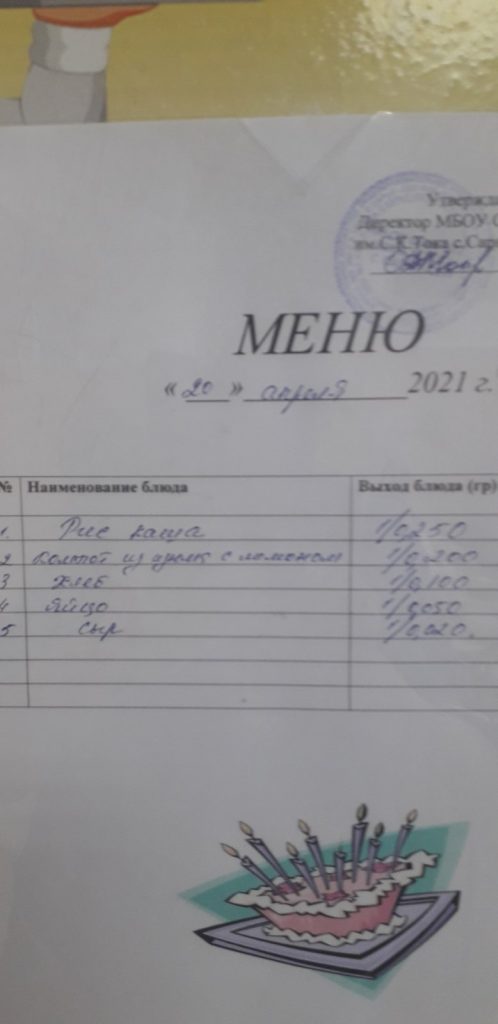 Утвержда
Директор МБОУ С
им.С.К.Тока с.Сар
МЕНЮ
« 20 » апреля 2021 г.
№ Наименование блюда Выход блюда (гр)
1. Рис каша 1/0,250
2 Компот из с лимоном 1/0,200
3 хлеб 1/0,100
4 яйцо 1/0,050
5 сыр 1/0,020.